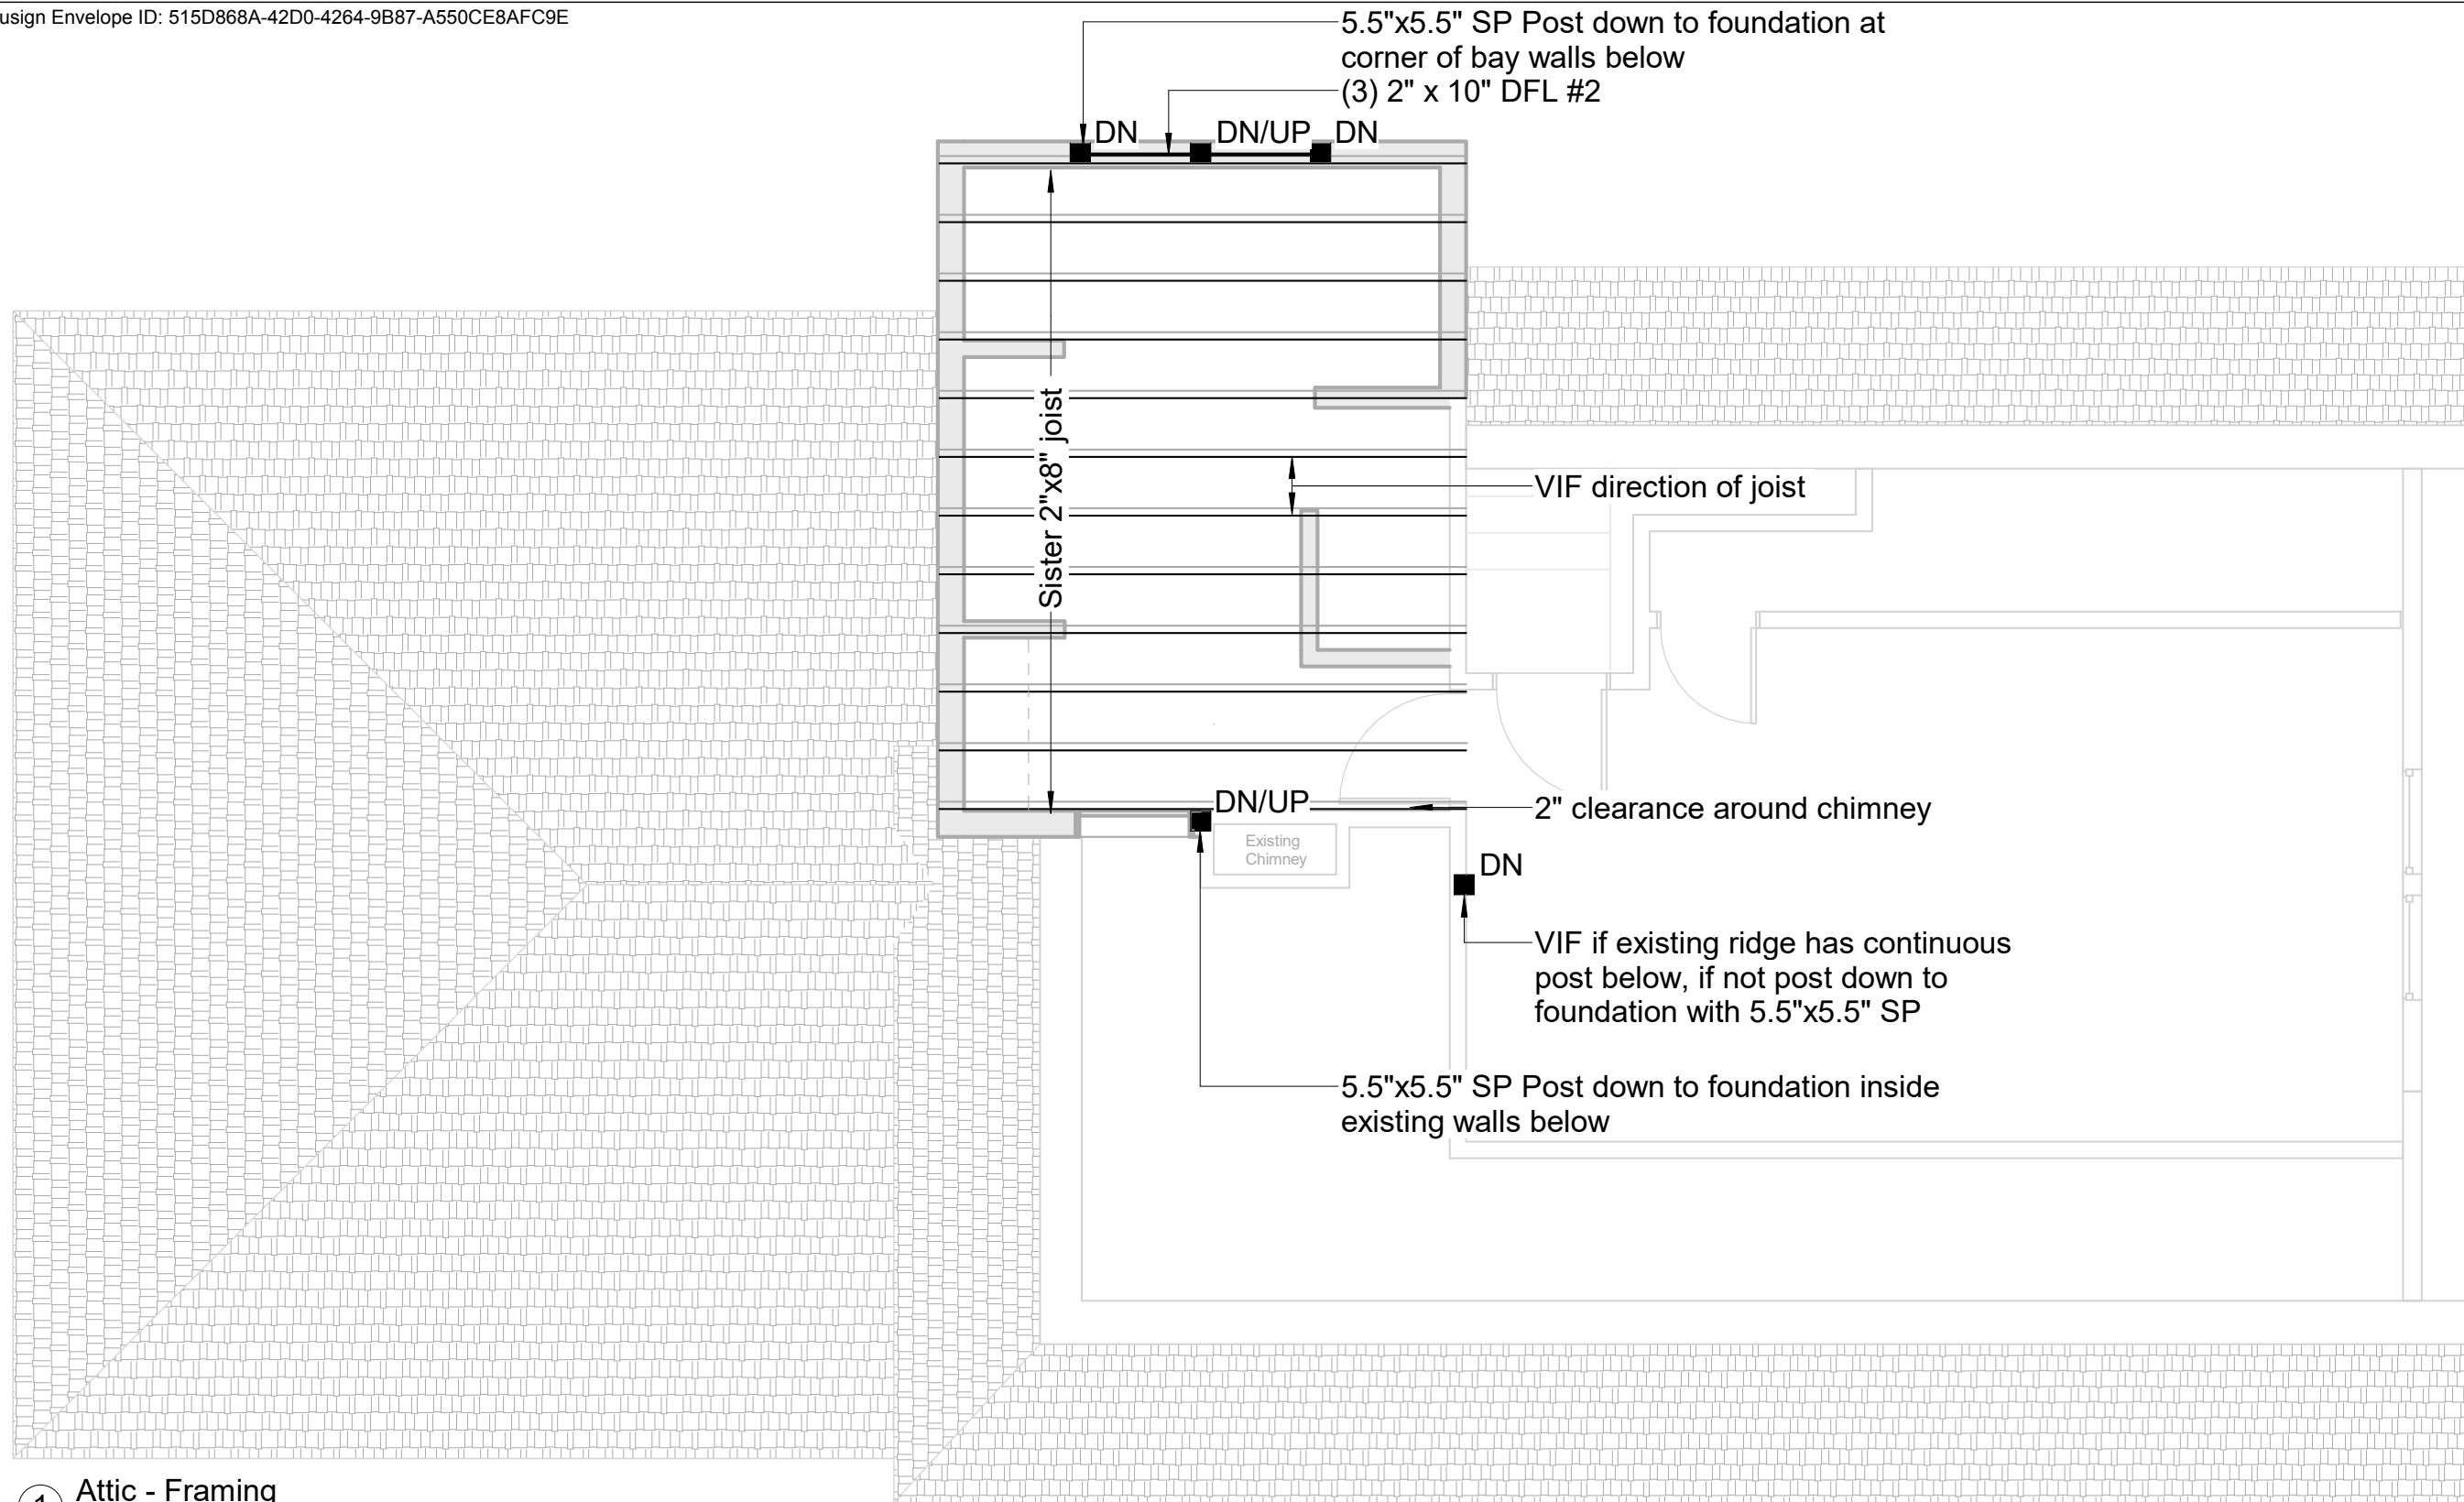 usign Envelope ID: 515D868A-42D0-4264-9B87-A550CE8AFC9E
5.5"x5.5" SP Post down to foundation at
corner of bay walls below
(3) 2" x 10" DFL #2
DN
DN/UP
DN
Sister 2"x8" joist
VIF direction of joist
DN/UP
2" clearance around chimney
Existing
Chimney
DN
VIF if existing ridge has continuous
post below, if not post down to
foundation with 5.5"x5.5" SP
5.5"x5.5" SP Post down to foundation inside
existing walls below
1
Attic - Framing